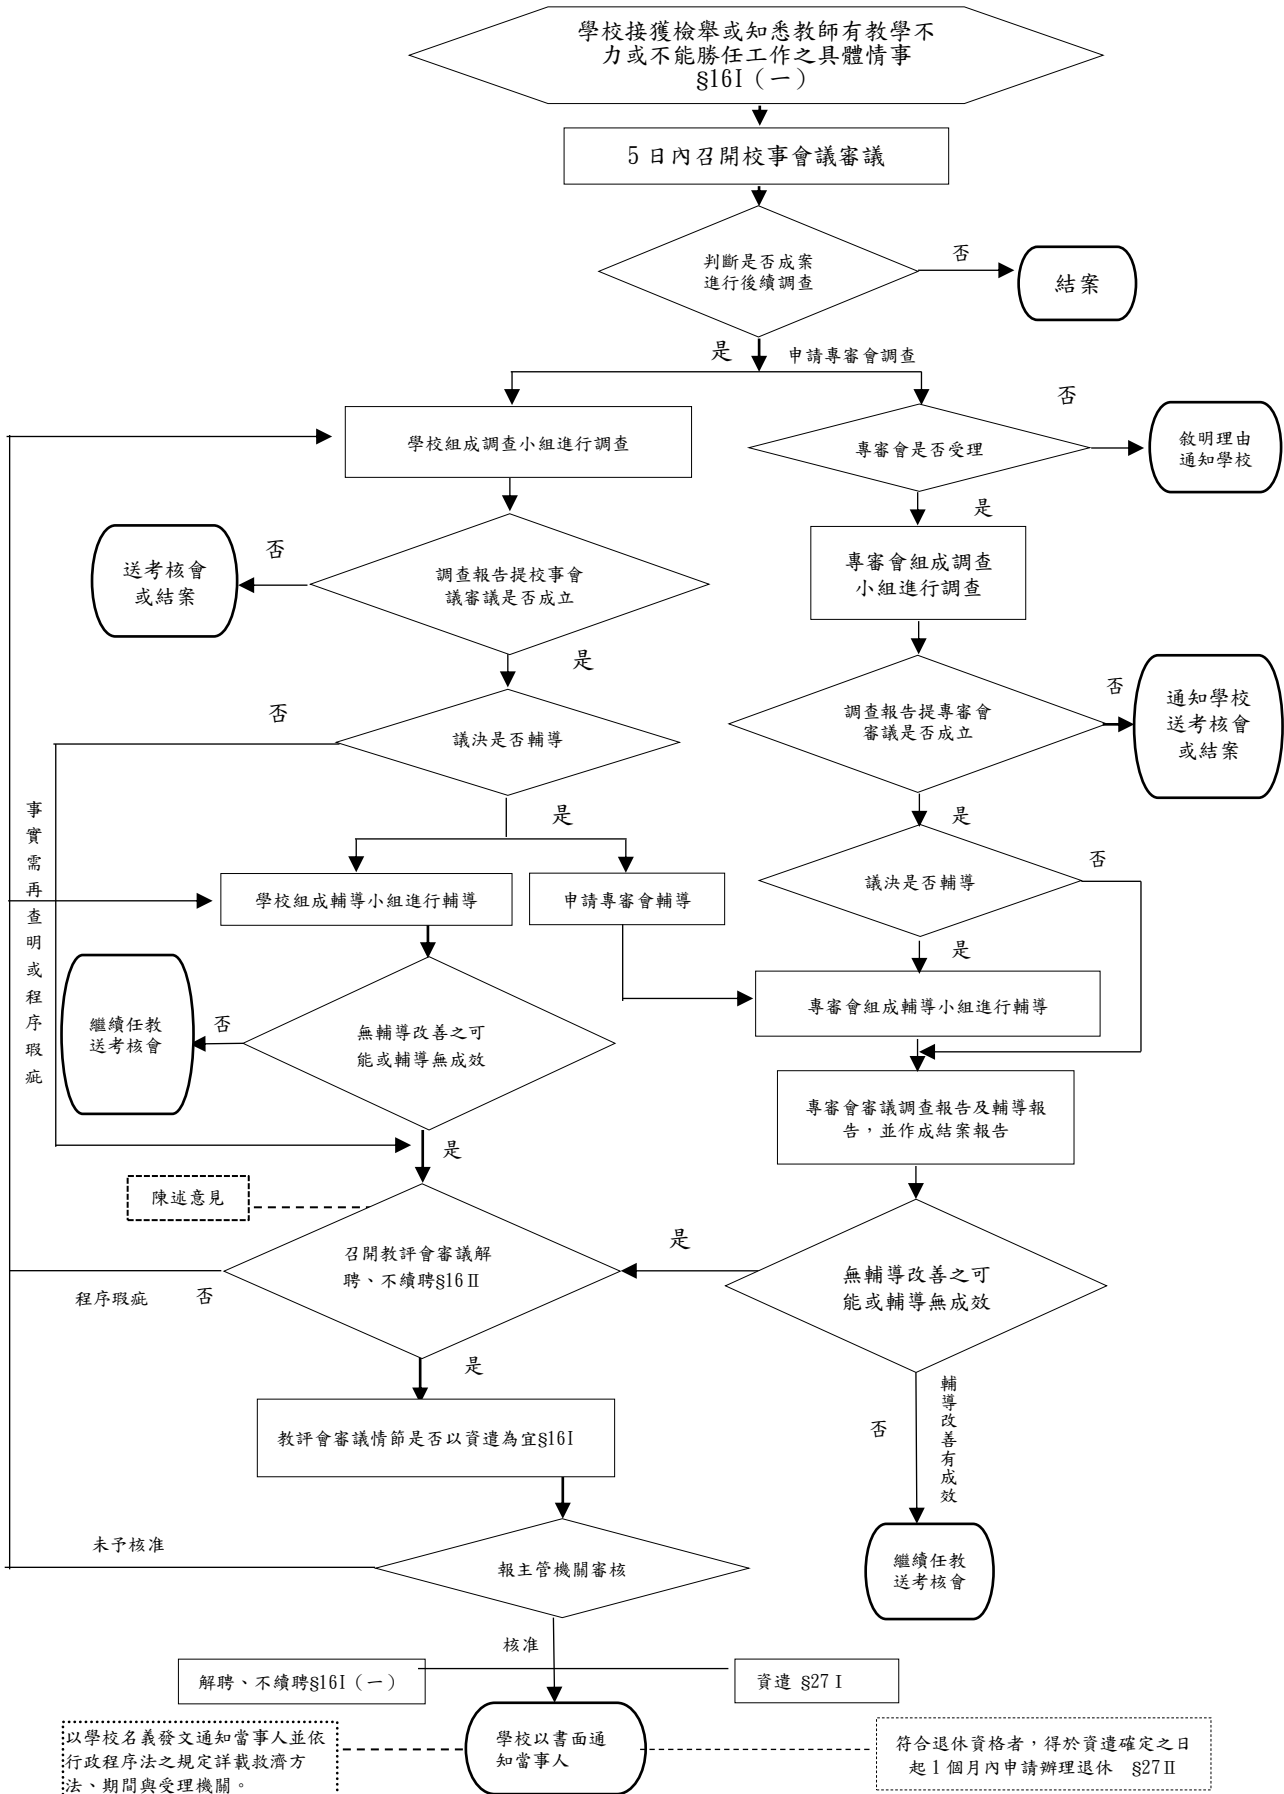 學校接獲檢舉或知悉教師有教學不
力或不能勝任工作之具體情事
§16I（一）
5 日內召開校事會議審議
判斷是否成案
進行後續調查
否
結案
是
申請專審會調查
學校組成調查小組進行調查
專審會是否受理
否
敘明理由
通知學校
是
專審會組成調查
小組進行調查
調查報告提校事會
議審議是否成立
否
送考核會
或結案
是
調查報告提專審會
審議是否成立
否
通知學校
送考核會
或結案
議決是否輔導
否
是
是
議決是否輔導
否
是
事實需再查明或程序瑕疵
學校組成輔導小組進行輔導
申請專審會輔導
專審會組成輔導小組進行輔導
無輔導改善之可
能或輔導無成效
否
繼續任教
送考核會
是
專審會審議調查報告及輔導報
告，並作成結案報告
陳述意見
召開教評會審議解
聘、不續聘§16Ⅱ
是
無輔導改善之可
能或輔導無成效
程序瑕疵
否
是
否
輔導改善有成效
教評會審議情節是否以資遣為宜§16I
未予核准
報主管機關審核
繼續任教
送考核會
核准
解聘、不續聘§16I（一）
資遣 §27 I
學校以書面通
知當事人
以學校名義發文通知當事人並依
行政程序法之規定詳載救濟方
法、期間與受理機關。
符合退休資格者，得於資遣確定之日
起 1 個月內申請辦理退休 §27Ⅱ